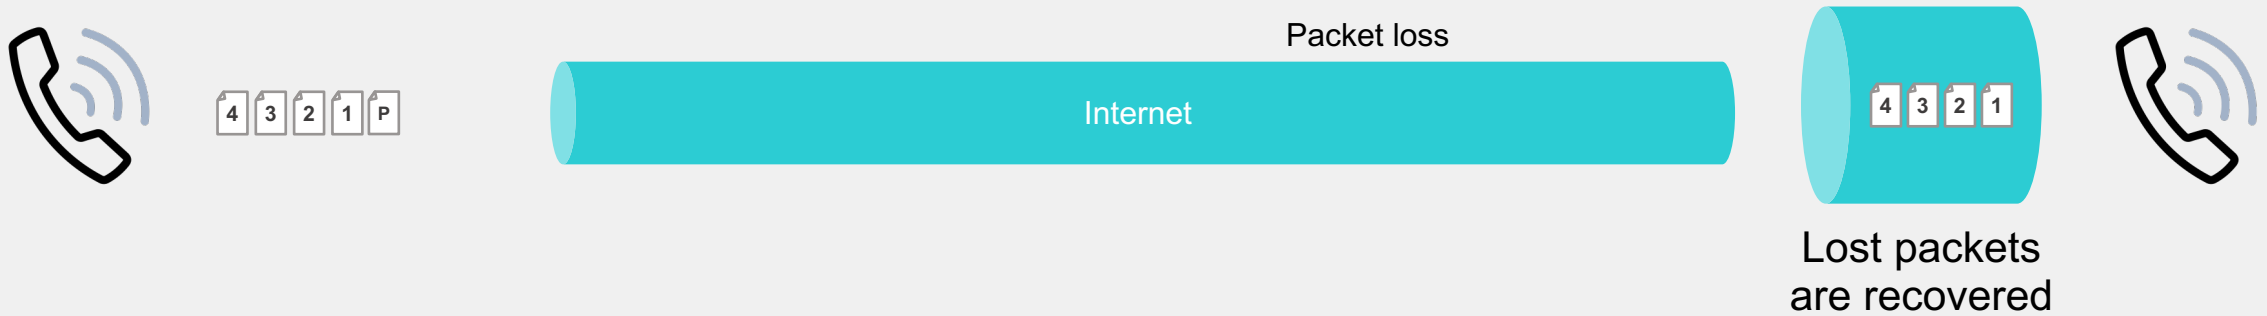 Packet loss
4 3 2 1 P
Internet
4 3 2 1
Lost packets
are recovered